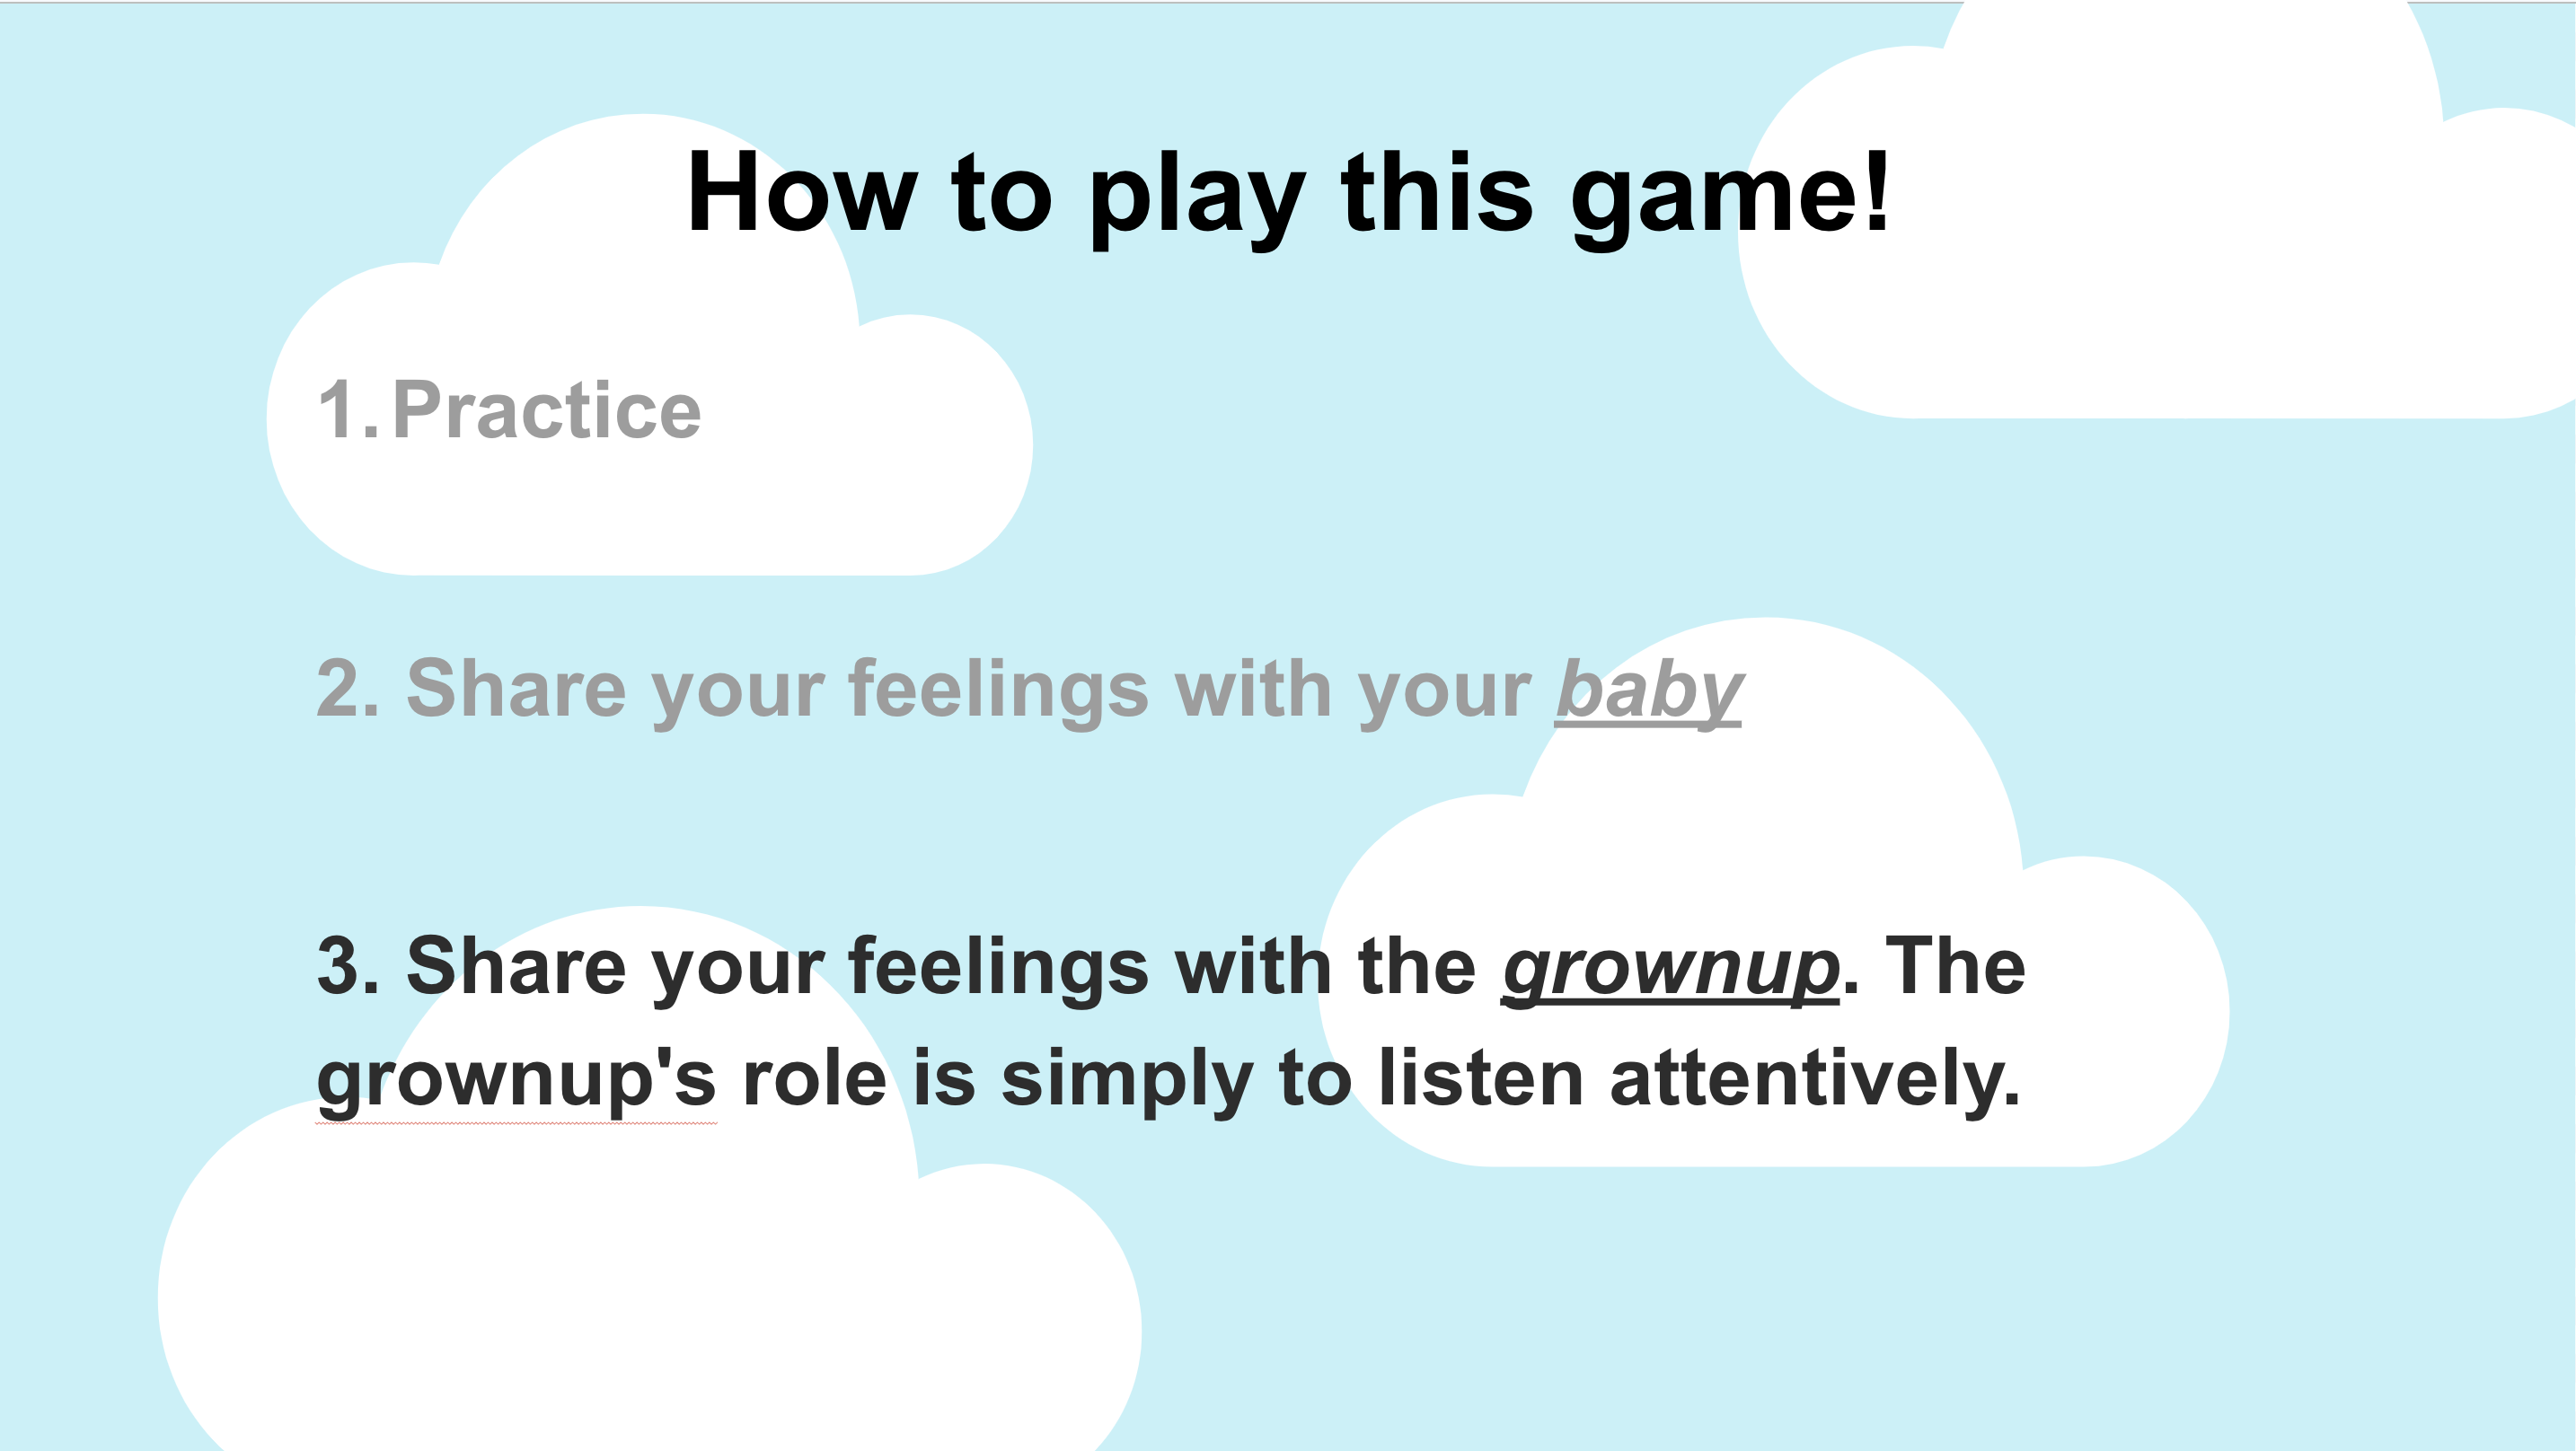 How to play this game!
1. Practice
2. Share your feelings with your baby
3. Share your feelings with the grownup. The
grownup's role is simply to listen attentively.